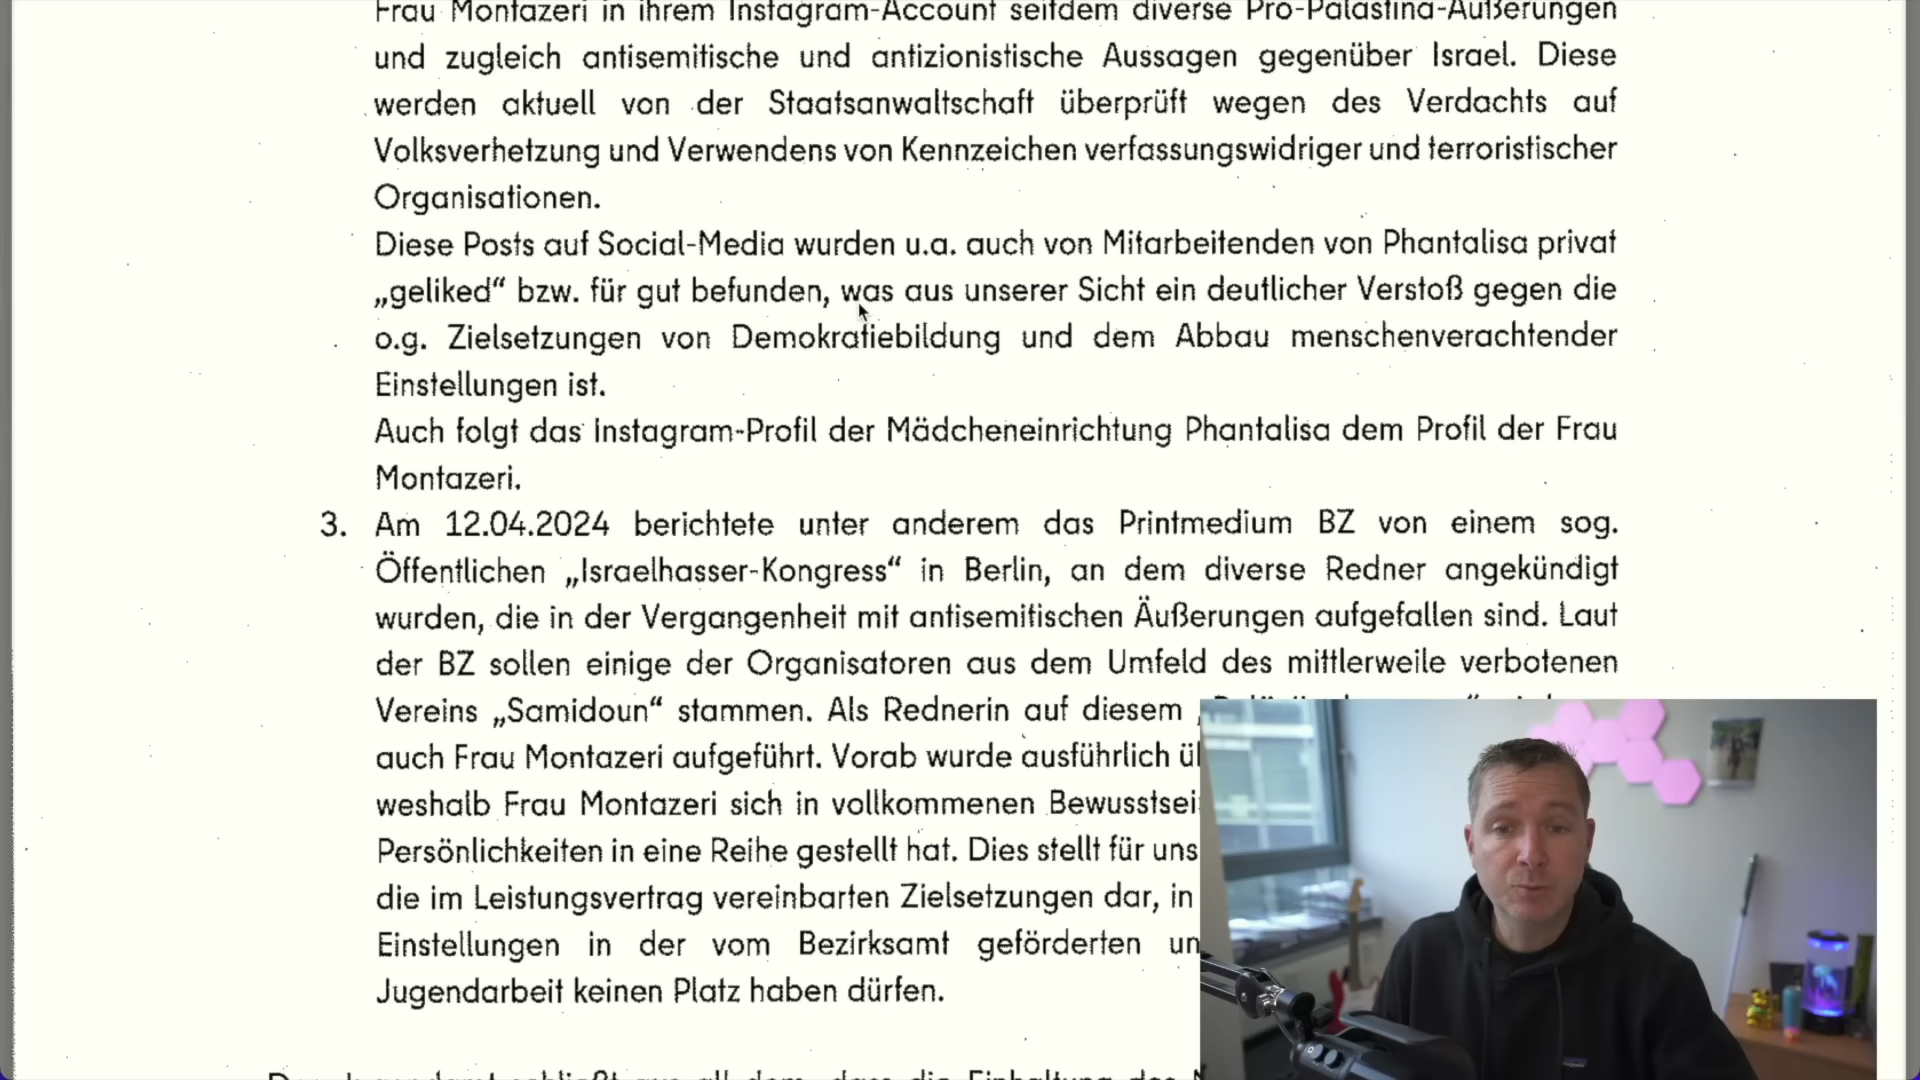 Frau Montazeri in ihrem Instagram-Account seitdem diverse Pro-Palästina-Äußerungen
und zugleich antisemitische und antizionistische Aussagen gegenüber Israel. Diese
werden aktuell von der Staatsanwaltschaft überprüft wegen des Verdachts auf
Volksverhetzung und Verwendens von Kennzeichen verfassungswidriger und terroristischer
Organisationen.
Diese Posts auf Social-Media wurden u.a. auch von Mitarbeitenden von Phantalisa privat
„geliked“ bzw. für gut befunden, was aus unserer Sicht ein deutlicher Verstoß gegen die
o.g. Zielsetzungen von Demokratiebildung und dem Abbau menschenverachtender
Einstellungen ist.
Auch folgt das Instagram-Profil der Mädcheneinrichtung Phantalisa dem Profil der Frau
Montazeri.
3. Am 12.04.2024 berichtete unter anderem das Printmedium BZ von einem sog.
Öffentlichen „Israelhasser-Kongress“ in Berlin, an dem diverse Redner angekündigt
wurden, die in der Vergangenheit mit antisemitischen Äußerungen aufgefallen sind. Laut
der BZ sollen einige der Organisatoren aus dem Umfeld des mittlerweile verbotenen
Vereins „Samidoun“ stammen. Als Rednerin auf diesem
auch Frau Montazeri aufgeführt. Vorab wurde ausführlich
weshalb Frau Montazeri sich in vollkommenen
Persönlichkeiten in eine Reihe gestellt hat. Dies stellt für uns
die im Leistungsvertrag vereinbarten Zielsetzungen dar, in
Einstellungen in der vom Bezirksamt geförderten
Jugendarbeit keinen Platz haben dürfen.